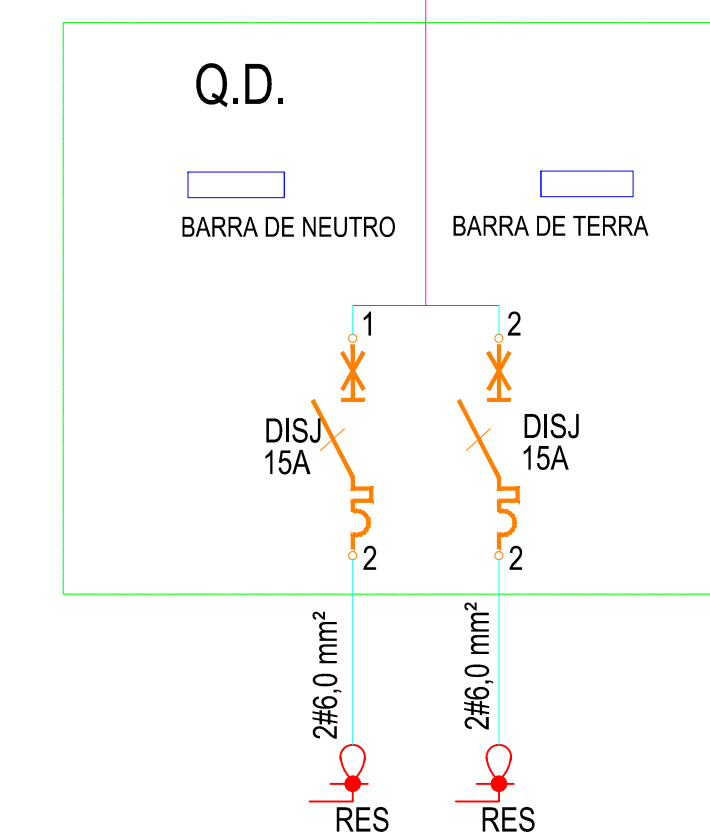 Q.D.
BARRA DE NEUTRO
BARRA DE TERRA
1
2
DISJ
15A
DISJ
15A
2
2
2#6,0 mm²
2#6,0 mm²
RES
RES